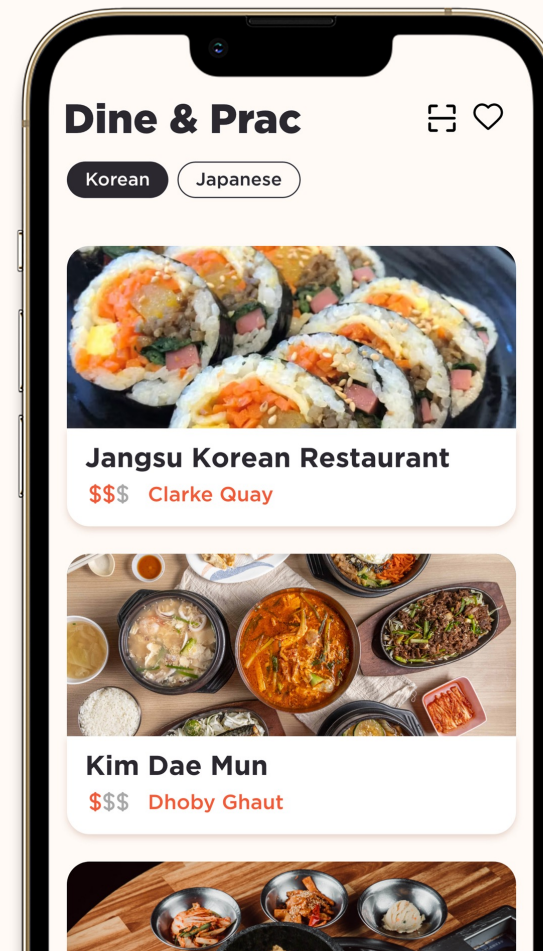 Dine & Prac
Korean Japanese
Jangsu Korean Restaurant
$$$ Clarke Quay
Kim Dae Mun
$$$ Dhoby Ghaut